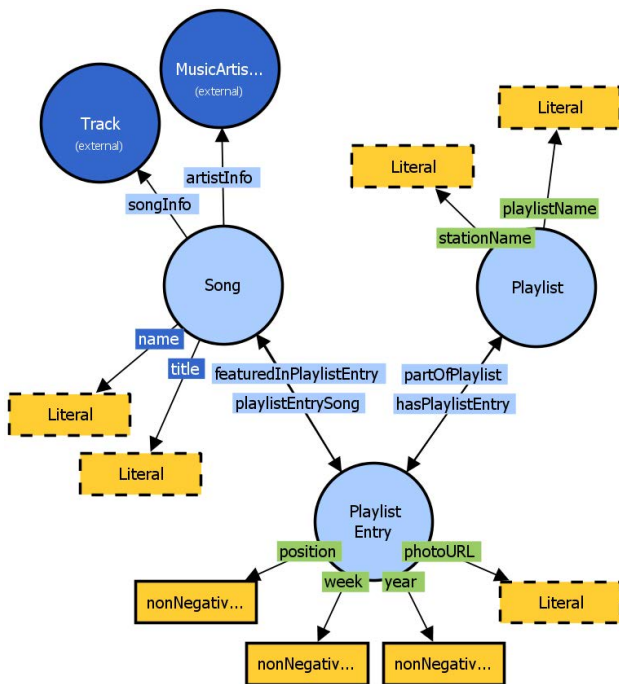 MusicArtis...
(external)
Track
(external)
Literal
Literal
artistInfo
songInfo
playlistName
stationName
Song
Playlist
name
title
featuredInPlaylistEntry
playlistEntrySong
partOfPlaylist
hasPlaylistEntry
Literal
Literal
Playlist
Entry
position
photoURL
week
year
nonNegativ...
Literal
nonNegativ...
nonNegativ...